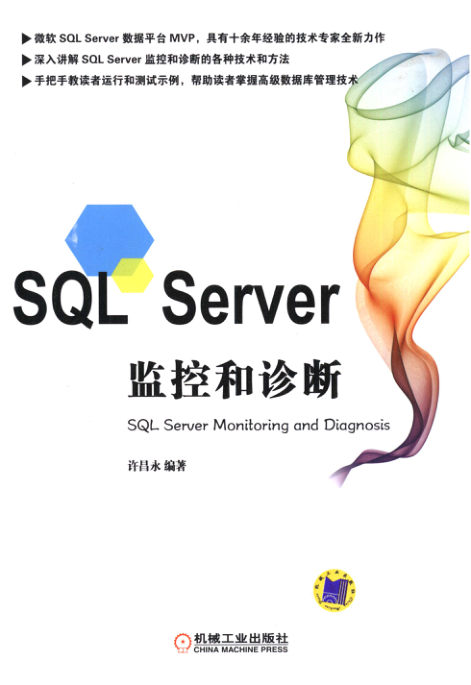 ▶微软 SQL Server 数据平台 MVP，具有十余年经验的技术专家全新力作
▶深入讲解 SQL Server 监控和诊断的各种技术和方法
▶手把手教读者运行和测试示例，帮助读者掌握高级数据库管理技术
SQL Server
监控和诊断
SQL Server Monitoring and Diagnosis
许昌永 编著
机械工业出版社
CHINA MACHINE PRESS